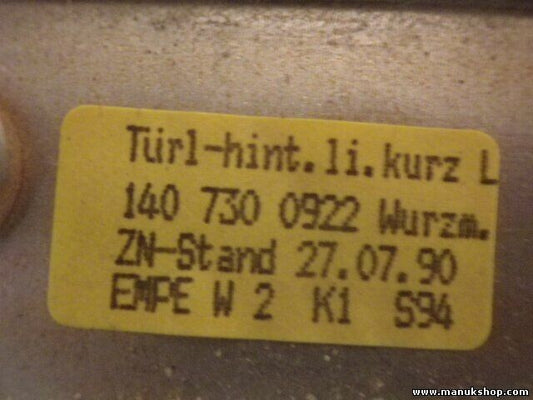 Türl-hint.li.kurz L
140 730 0922 Wurzm.
ZN-Stand 27.07.90
EMPE W 2 K1 S94
www.manukshop.com